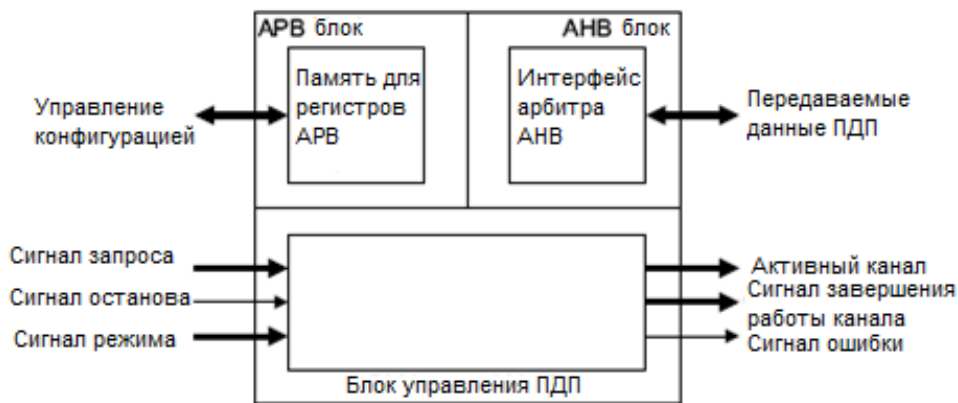 APB блок
AHB блок
Память для
регистров
APB
Интерфейс
арбитра
AHB
Управление
конфигурацией
Передаваемые
данные ПДП
Сигнал запроса
Сигнал останова
Сигнал режима
Активный канал
Сигнал завершения
работы канала
Сигнал ошибки
Блок управления ПДП